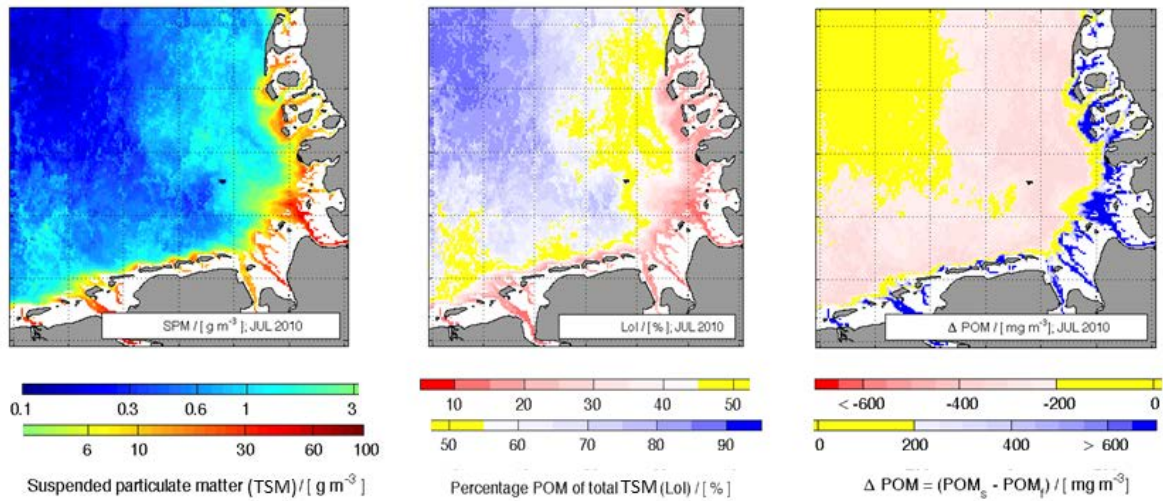 SPM / [ g m⁻³ ]; JUL 2010
LoI / [ % ]; JUL 2010
Δ POM / [ mg m⁻³ ]; JUL 2010
0.1 0.3 0.6 1 3
6 10 30 60 100
Suspended particulate matter (TSM) / [ g m⁻³ ]
10 20 30 40 50
50 60 70 80 90
Percentage POM of total TSM (LoI) / [ % ]
< -600 -400 -200 0
0 200 400 > 600
Δ POM = (POMₛ - POMᵣ) / [ mg m⁻³ ]